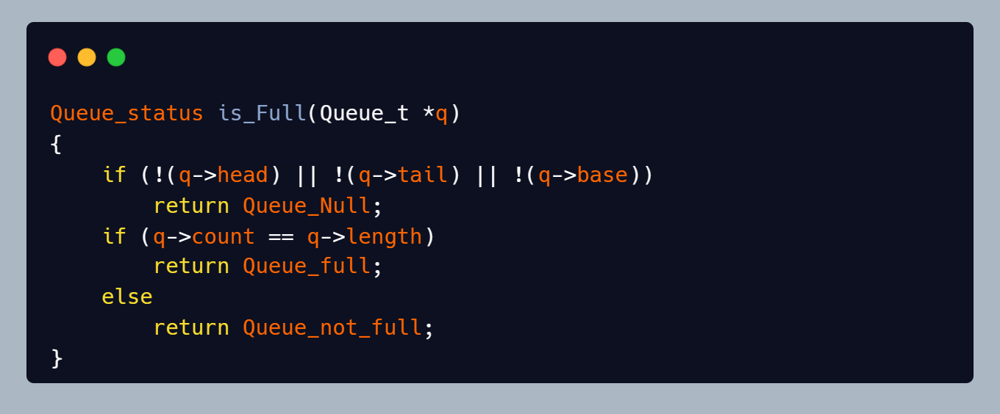 Queue_status is_Full(Queue_t *q)
{
    if (!(q->head) || !(q->tail) || !(q->base))
        return Queue_Null;
    if (q->count == q->length)
        return Queue_full;
    else
        return Queue_not_full;
}